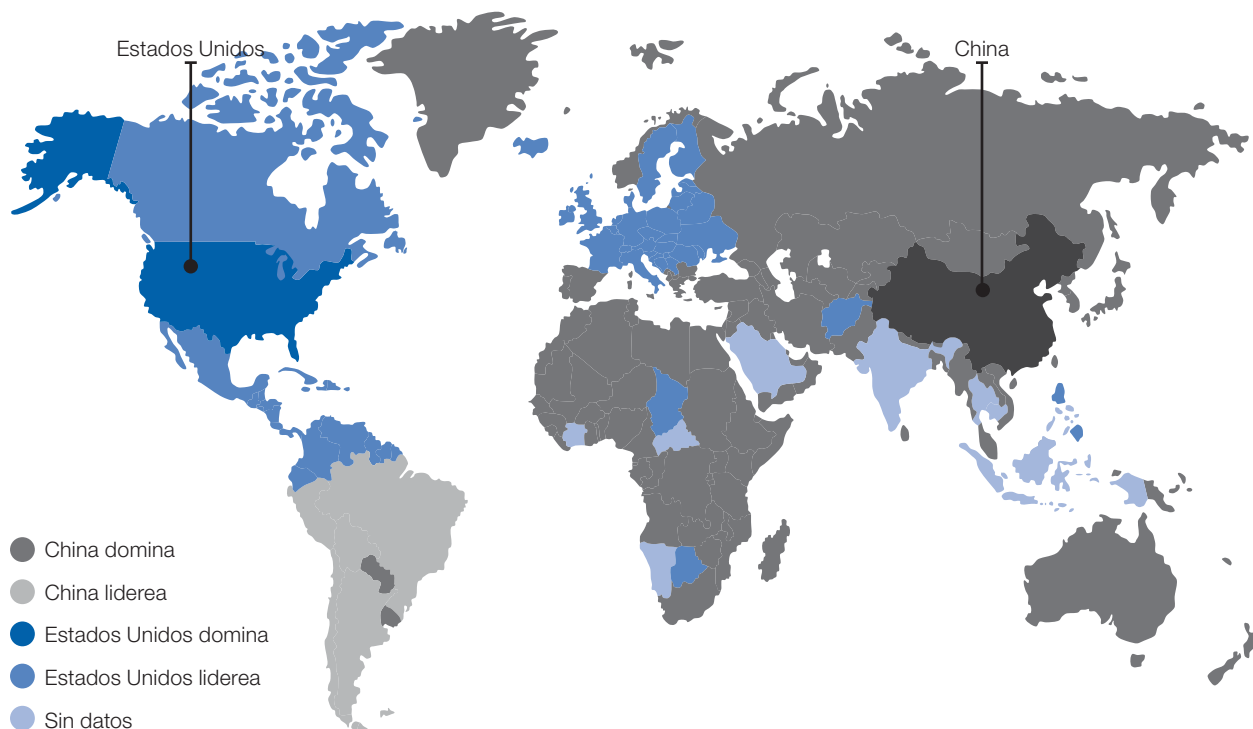 Estados Unidos
China
China domina
China liderea
Estados Unidos domina
Estados Unidos liderea
Sin datos